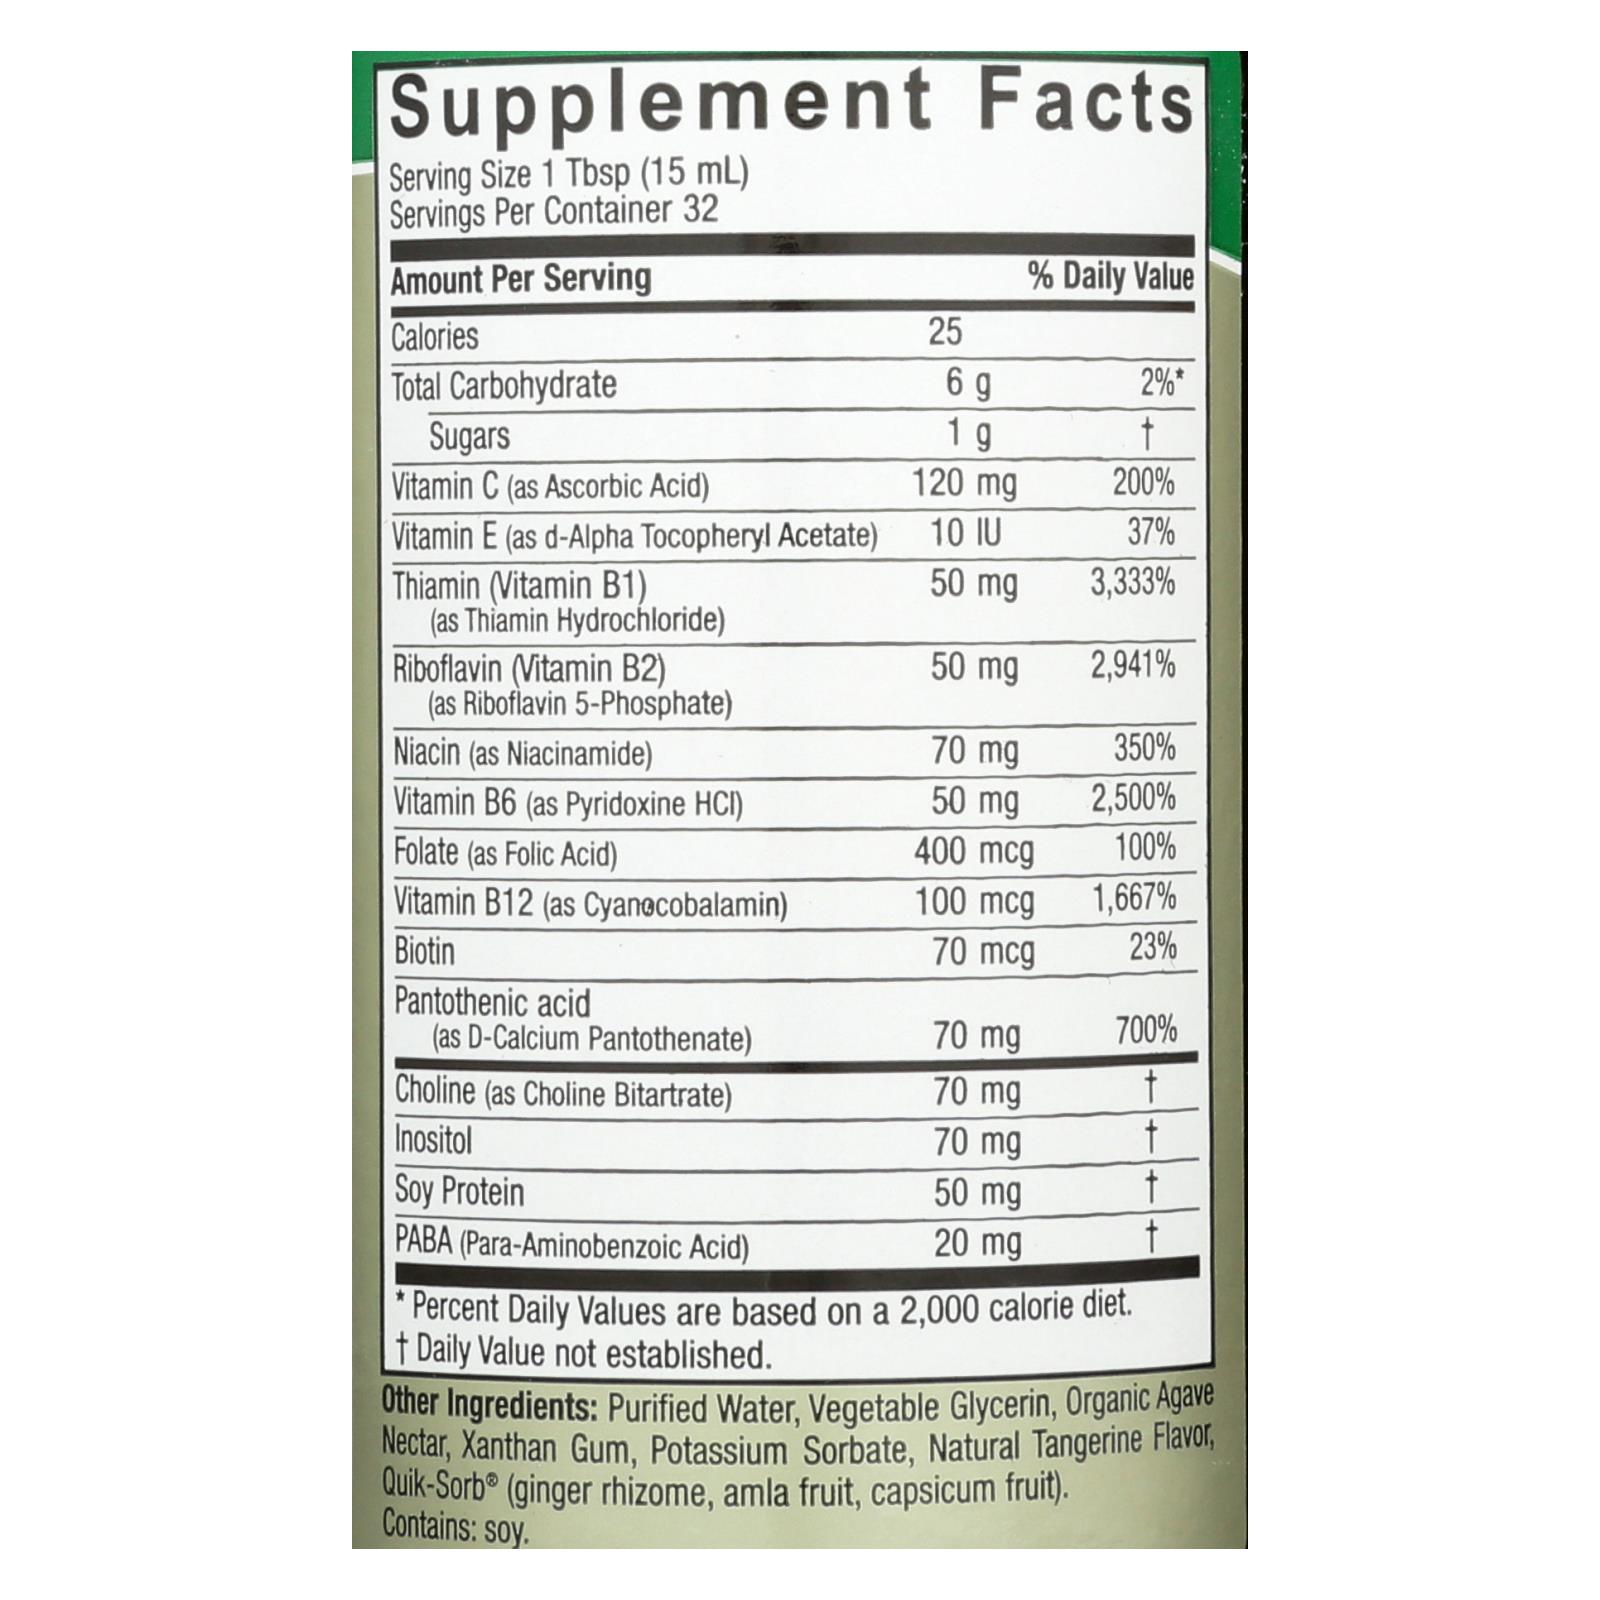 Supplement Facts
Serving Size 1 Tbsp (15 mL)
Servings Per Container 32
Amount Per Serving % Daily Value
Calories 25
Total Carbohydrate 6 g 2%*
Sugars 1 g †
Vitamin C (as Ascorbic Acid) 120 mg 200%
Vitamin E (as d-Alpha Tocopheryl Acetate) 10 IU 37%
Thiamin (Vitamin B1) 50 mg 3,333%
(as Thiamin Hydrochloride)
Riboflavin (Vitamin B2) 50 mg 2,941%
(as Riboflavin 5-Phosphate)
Niacin (as Niacinamide) 70 mg 350%
Vitamin B6 (as Pyridoxine HCl) 50 mg 2,500%
Folate (as Folic Acid) 400 mcg 100%
Vitamin B12 (as Cyanocobalamin) 100 mcg 1,667%
Biotin 70 mcg 23%
Pantothenic acid
(as D-Calcium Pantothenate) 70 mg 700%
Choline (as Choline Bitartrate) 70 mg †
Inositol 70 mg †
Soy Protein 50 mg †
PABA (Para-Aminobenzoic Acid) 20 mg †
* Percent Daily Values are based on a 2,000 calorie diet.
† Daily Value not established.
Other Ingredients: Purified Water, Vegetable Glycerin, Organic Agave
Nectar, Xanthan Gum, Potassium Sorbate, Natural Tangerine Flavor,
Quik-Sorb® (ginger rhizome, amla fruit, capsicum fruit).
Contains: soy.